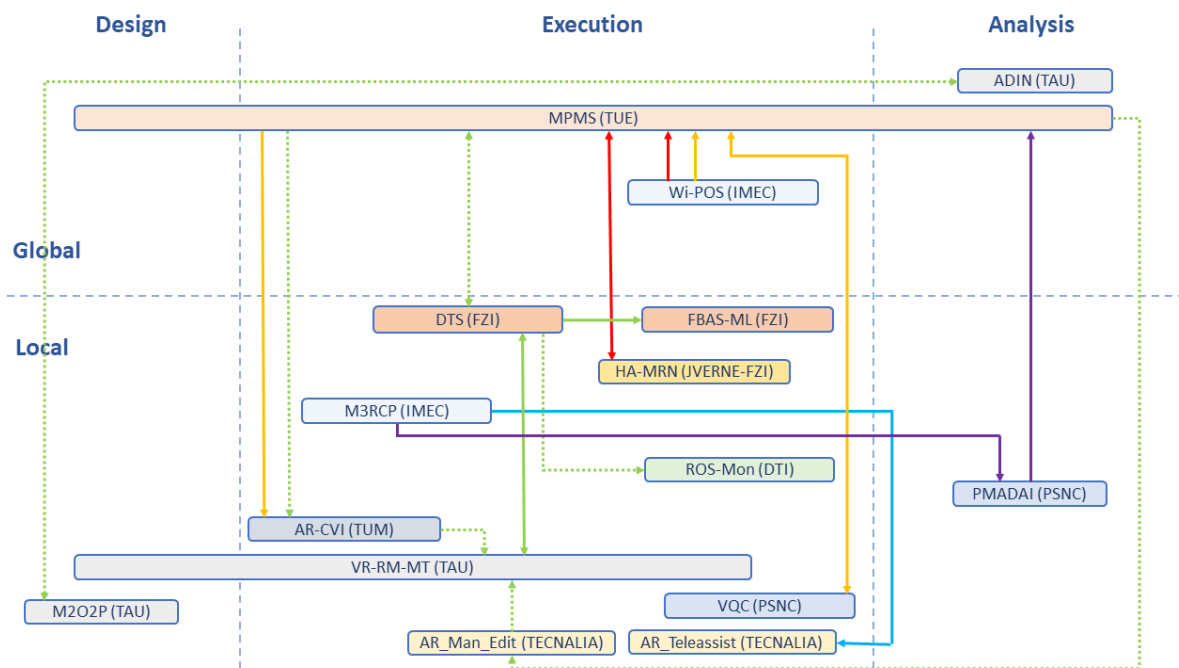 Design
Execution
Analysis
ADIN (TAU)
MPMS (TUE)
Wi-POS (IMEC)
Global
DTS (FZI)
FBAS-ML (FZI)
Local
HA-MRN (JVERNE-FZI)
M3RCP (IMEC)
ROS-Mon (DTI)
PMADAI (PSNC)
AR-CVI (TUM)
VR-RM-MT (TAU)
M2O2P (TAU)
VQC (PSNC)
AR_Man_Edit (TECNALIA)
AR_Teleassist (TECNALIA)